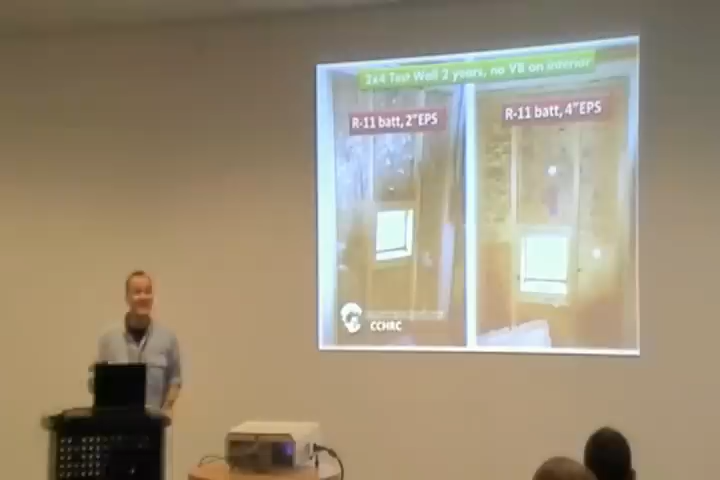 2x4 Test Wall 2 years, no VB on interior
R-11 batt, 2"EPS
R-11 batt, 4"EPS
CCHRC